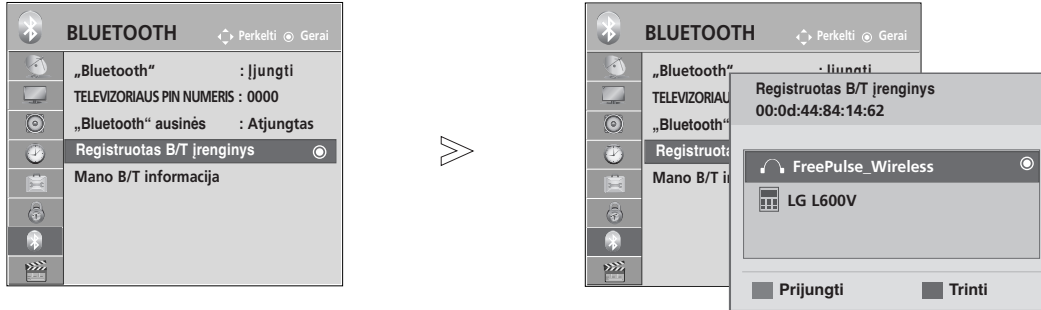 BLUETOOTH Perkelti Gerai
„Bluetooth“ : Įjungti
TELEVIZORIAUS PIN NUMERIS : 0000
„Bluetooth“ ausinės : Atjungtas
Registruotas B/T įrenginys
Mano B/T informacija
BLUETOOTH Perkelti Gerai
„Bluetooth“ : Įjungti
TELEVIZORIAU
„Bluetooth“
Registruota
Mano B/T i
Registruotas B/T įrenginys
00:0d:44:84:14:62
FreePulse_Wireless
LG L600V
Prijungti Trinti